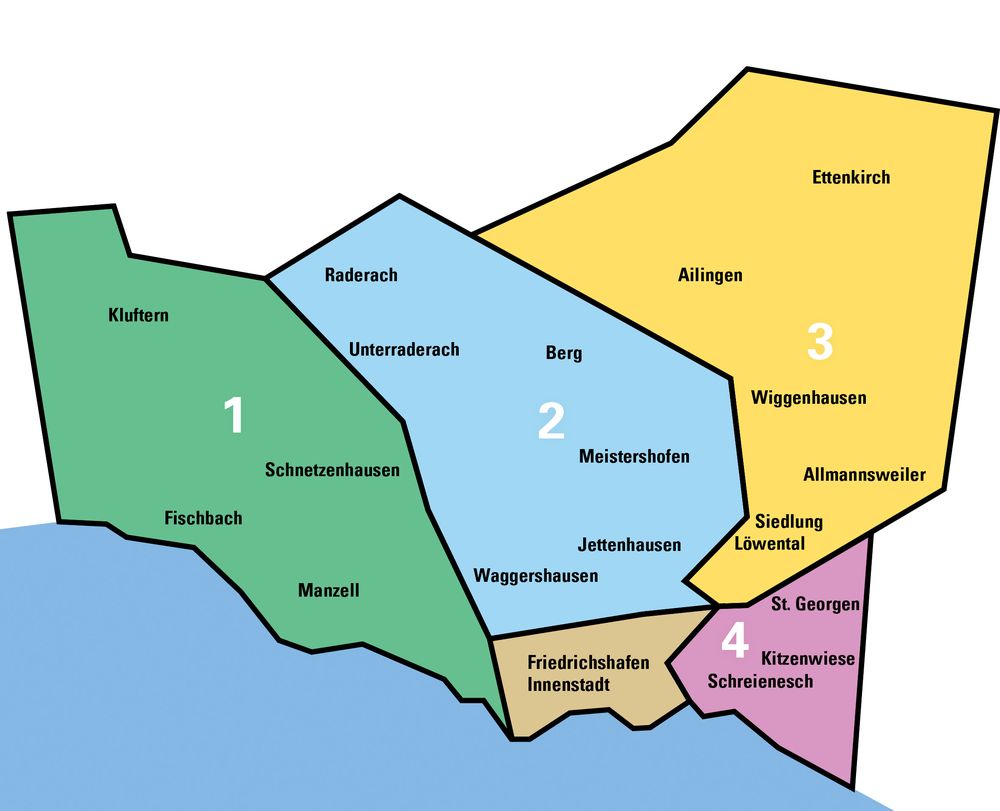 Ettenkirch
Ailingen
3
Wiggenhausen
Allmannsweiler
Siedlung
Löwental
Raderach
Unterraderach
Berg
2
Meistershofen
Jettenhausen
Waggershausen
Kluftern
1
Schnetzenhausen
Fischbach
Manzell
Friedrichshafen
Innenstadt
St. Georgen
4
Kitzenwiese
Schreienesch